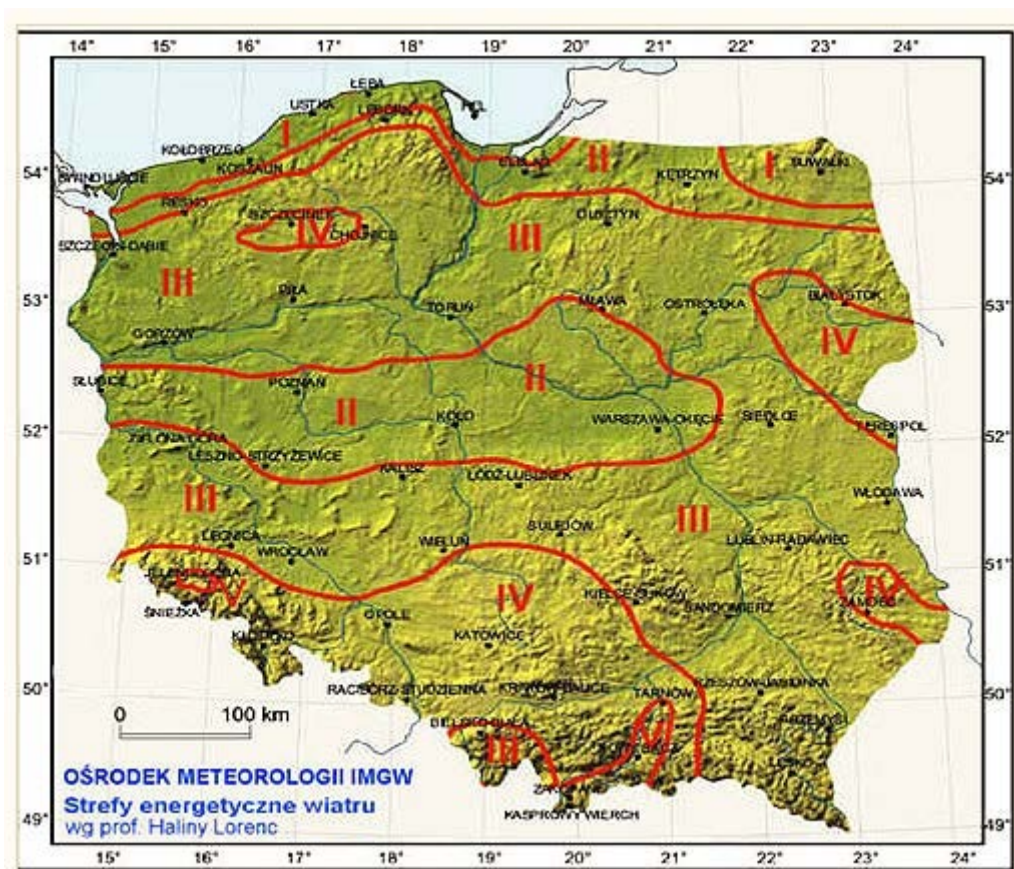 14° 15° 16° 17° 18° 19° 20° 21° 22° 23° 24°
ŁEBA
USTKA
LĘBORK
HEL
I
KOŁOBRZEG
KOSZALIN
ELBLĄG
II
I
SUWAŁKI
54°
54°
KĘTRZYN
RESKO
SZCZECINEK
OLSZTYN
IV
CHOJNICE
III
SZCZECIN-DĄBIE
III
PIŁA
53°
53°
TORUŃ
MŁAWA
OSTROŁĘKA
BIAŁYSTOK
GORZÓW
IV
SŁUBICE
POZNAŃ
II
II
KOŁO
WARSZAWA-OKĘCIE
SIEDLCE
TERESPOL
52°
52°
ZIELONA GÓRA
LESZNO-STRZYŻEWICE
KALISZ
ŁÓDŹ-LUBLINEK
III
III
WŁODAWA
SULEJÓW
LEGNICA
WIELUŃ
LUBLIN-RADAWIEC
51°
51°
WROCŁAW
IV
KIELCE-SUKÓW
IV
ZAMOŚĆ
ŚNIEŻKA
OPOLE
SANDOMIERZ
KŁODZKO
KATOWICE
RACIBÓRZ-STUDZIENNA
KRAKÓW-BALICE
TARNÓW
RZESZÓW-JASIONKA
50°
50°
0 100 km
BIELSKO-BIAŁA
PRZEMYŚL
III
V
LESKO
OŚRODEK METEOROLOGII IMGW
Strefy energetyczne wiatru
wg prof. Haliny Lorenc
ZAKOPANE
KASPROWY WIERCH
49°
49°
15° 16° 17° 18° 19° 20° 21° 22° 23° 24°